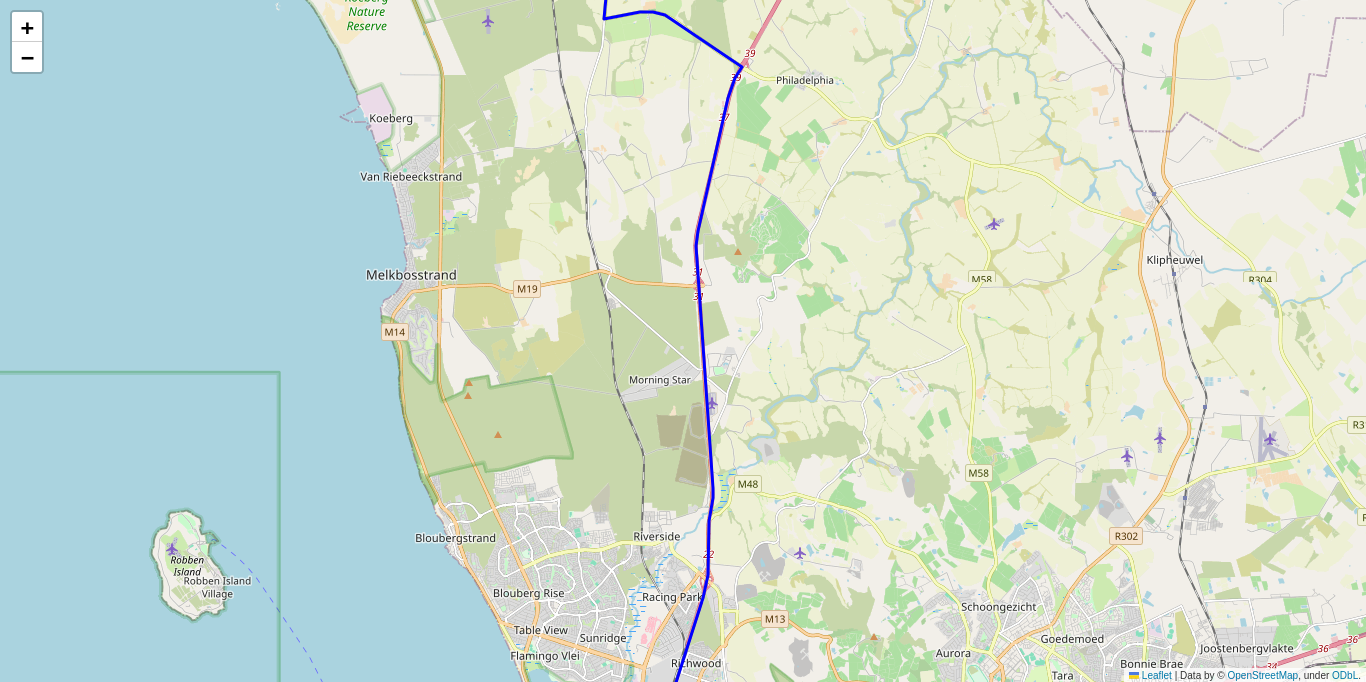 +
−
Koeberg
Nature
Reserve
39
39
Philadelphia
37
Koeberg
Van Riebeeckstrand
Melkbosstrand
M19
31
31
M14
M58
Klipheuwel
R304
Morning Star
M48
M58
R3
R
Bloubergstrand
Riverside
22
R302
Robben
Island
Robben Island
Village
Blouberg Rise
Racing Park
Schoongezicht
Table View
Sunridge
M13
Goedemoed
36
Flamingo Vlei
Richwood
Aurora
Bonnie Brae
Joostenbergvlakte
34
Tara
Leaflet | Data by © OpenStreetMap, under ODbL.